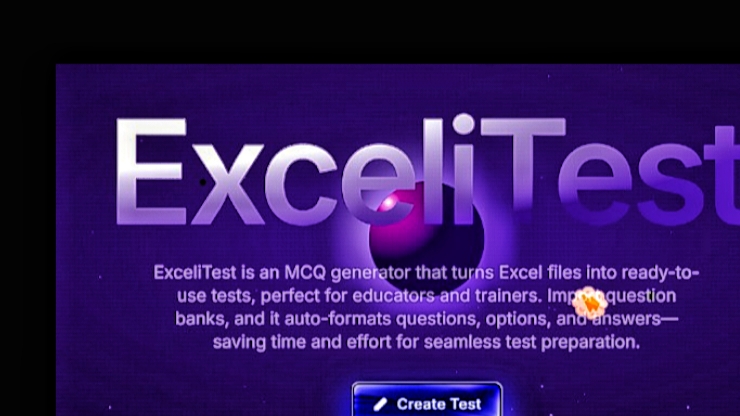 ExceliTest
ExceliTest is an MCQ generator that turns Excel files into ready-to-
use tests, perfect for educators and trainers. Import question
banks, and it auto-formats questions, options, and answers—
saving time and effort for seamless test preparation.
Create Test